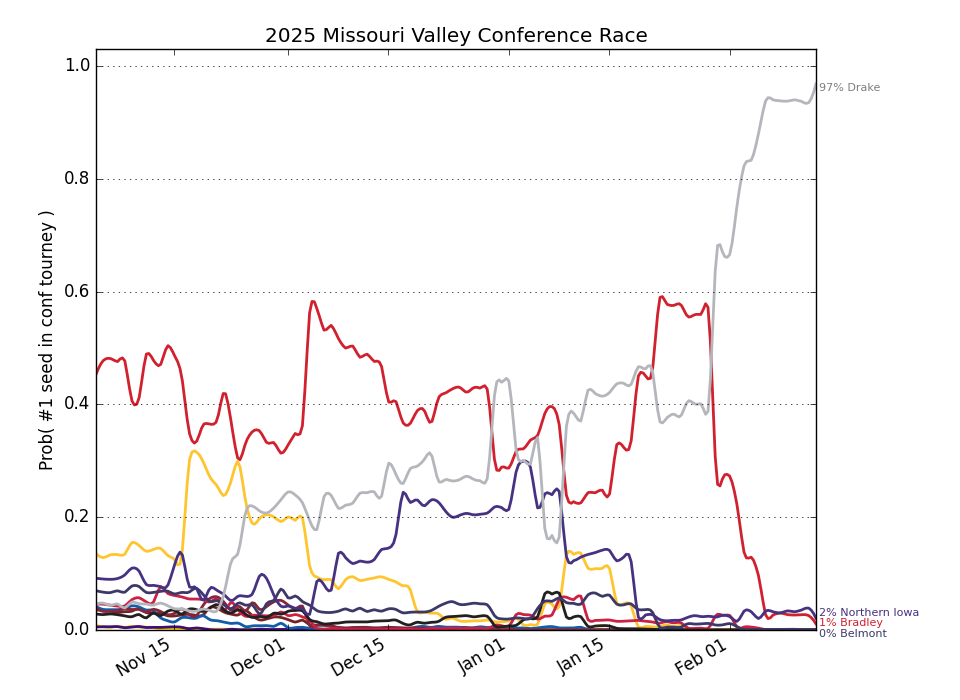 2025 Missouri Valley Conference Race
Prob( #1 seed in conf tourney )
1.0
0.8
0.6
0.4
0.2
0.0
97% Drake
2% Northern Iowa
1% Bradley
0% Belmont
Nov 15
Dec 01
Dec 15
Jan 01
Jan 15
Feb 01